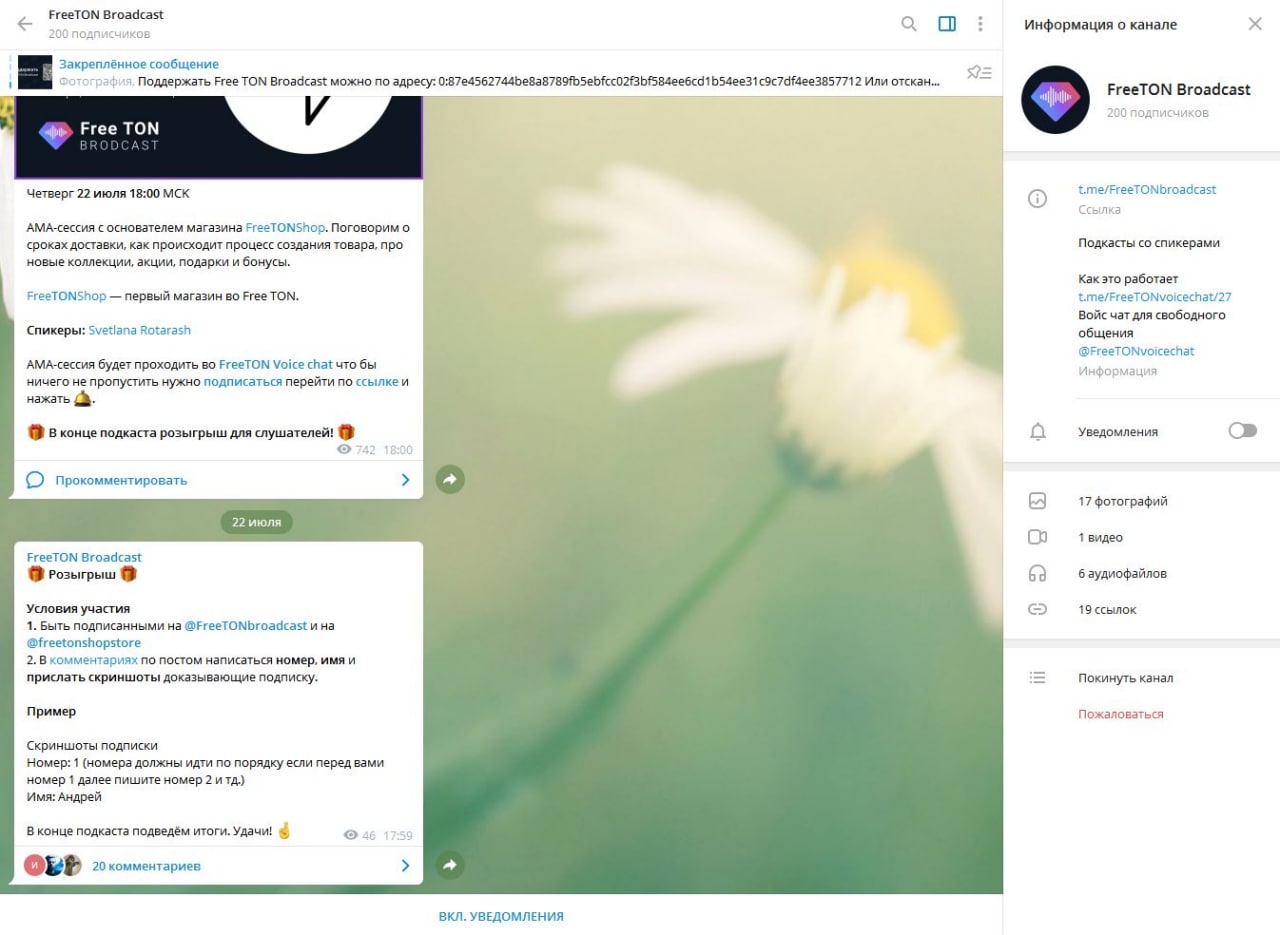 FreeTON Broadcast
200 подписчиков
Закреплённое сообщение
Фотография, Поддержать Free TON Broadcast можно по адресу: 0:87e4562744be8a8789fb5ebfcc02f3bf584ee6cd1b54ee31c9c7df4ee3857712 Или отскан...
Free TON
BRODCAST
Четверг 22 июля 18:00 МСК
АМА-сессия с основателем магазина FreeTONShop. Поговорим о
сроках доставки, как происходит процесс создания товара, про
новые коллекции, акции, подарки и бонусы.
FreeTONShop — первый магазин во Free TON.
Спикеры: Svetlana Rotarash
АМА-сессия будет проходить во FreeTON Voice chat что бы
ничего не пропустить нужно подписаться перейти по ссылке и
нажать 🛎.
🎁 В конце подкаста розыгрыш для слушателей! 🎁
742 18:00
Прокомментировать
22 июля
FreeTON Broadcast
🎁 Розыгрыш 🎁
Условия участия
1. Быть подписанными на @FreeTONbroadcast и на
@freetonshopstore
2. В комментариях по постом написаться номер, имя и
прислать скриншоты доказывающие подписку.
Пример
Скриншоты подписки
Номер: 1 (номера должны идти по порядку если перед вами
номер 1 далее пишите номер 2 и тд.)
Имя: Андрей
В конце подкаста подведём итоги. Удачи! 🤞
46 17:59
И
20 комментариев
ВКЛ. УВЕДОМЛЕНИЯ
Информация о канале
FreeTON Broadcast
200 подписчиков
t.me/FreeTONbroadcast
Ссылка
Подкасты со спикерами
Как это работает
t.me/FreeTONvoicechat/27
Войс чат для свободного
общения
@FreeTONvoicechat
Информация
Уведомления
17 фотографий
1 видео
6 аудиофайлов
19 ссылок
Покинуть канал
Пожаловаться